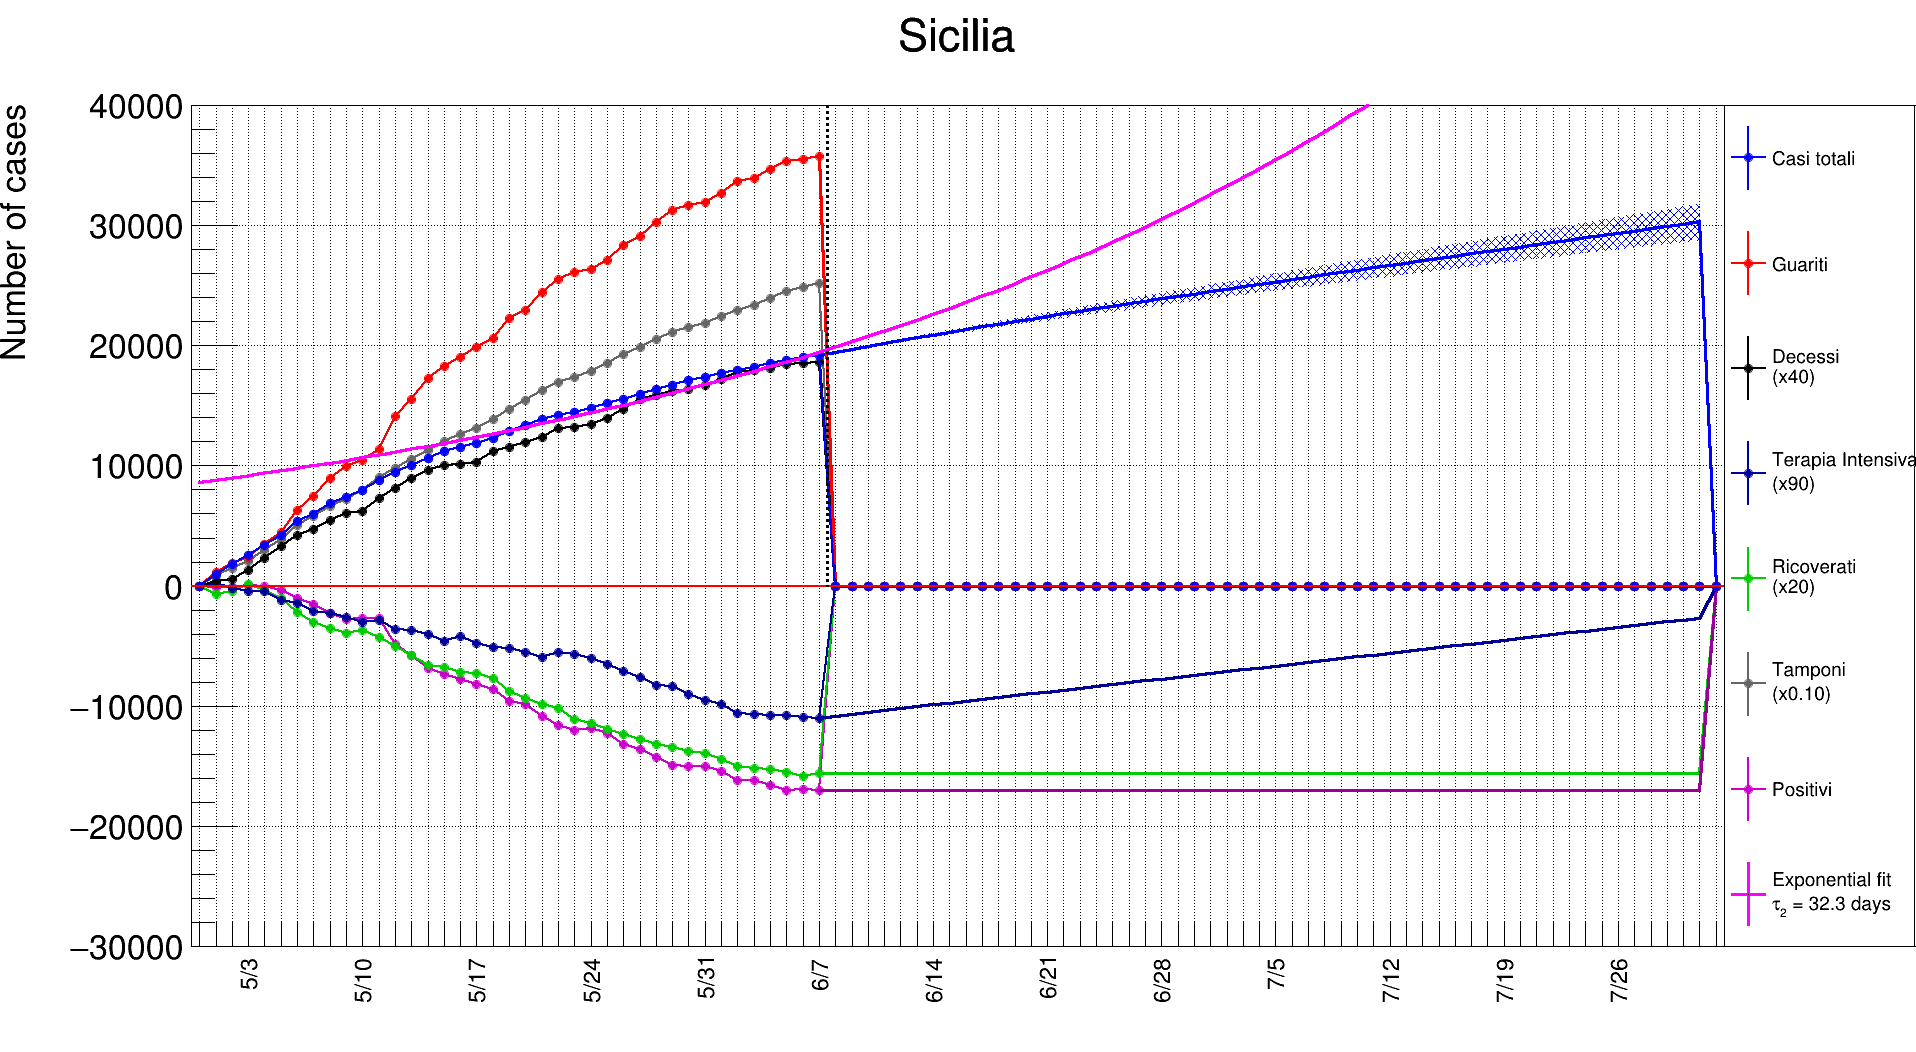 Sicilia
Number of cases
40000
30000
20000
10000
0
−10000
−20000
−30000
5/3
5/10
5/17
5/24
5/31
6/7
6/14
6/21
6/28
7/5
7/12
7/19
7/26
Casi totali
Guariti
Decessi
(x40)
Terapia Intensiva
(x90)
Ricoverati
(x20)
Tamponi
(x0.10)
Positivi
Exponential fit
τ2 = 32.3 days